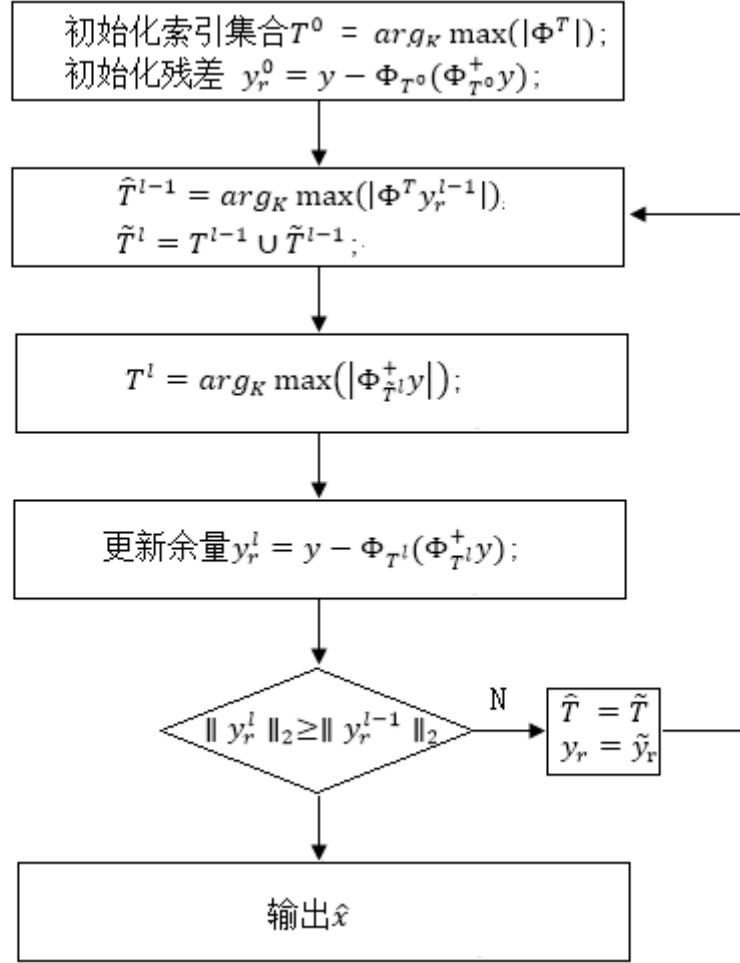 初始化索引集合T⁰ = arg_K max(|Φᵀ|);
初始化残差 y_r⁰ = y − Φ_{T⁰}(Φ⁺_{T⁰}y);
T̂^{l−1} = arg_K max(|Φᵀy_r^{l−1}|).
T̃^l = T^{l−1} ∪ T̃^{l−1};.
T^l = arg_K max(|Φ⁺_{T̃^l}y|);
更新余量y_r^l = y − Φ_{T^l}(Φ⁺_{T^l}y);
‖ y_r^l ‖₂≥‖ y_r^{l−1} ‖₂
N
T̂ = T̃
y_r = ỹ_r
输出x̂